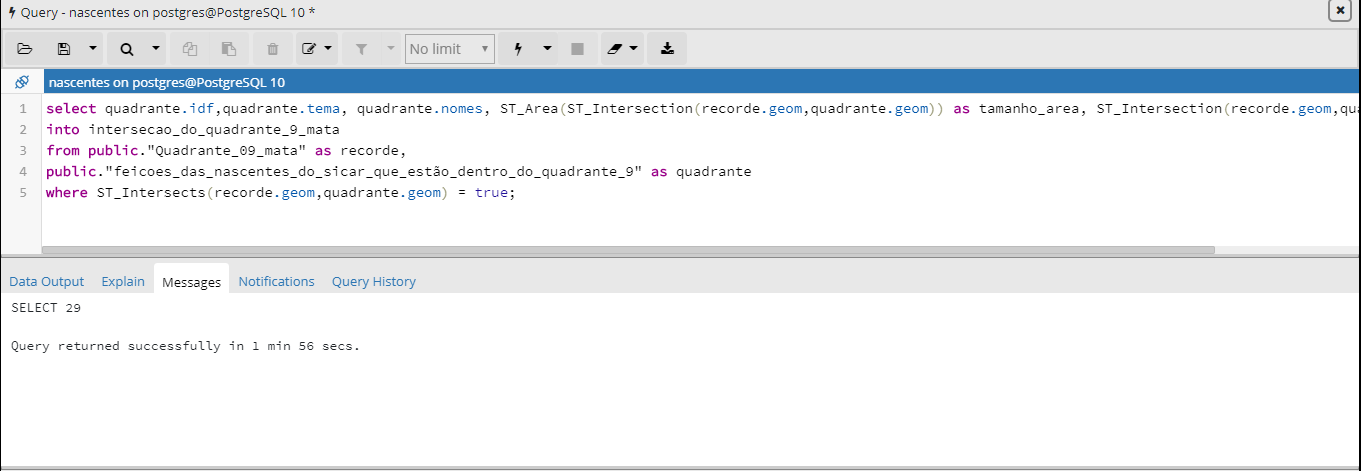 Query - nascentes on postgres@PostgreSQL 10 *
No limit
nascentes on postgres@PostgreSQL 10
1 select quadrante.idf,quadrante.tema, quadrante.nomes, ST_Area(ST_Intersection(recorde.geom,quadrante.geom)) as tamanho_area, ST_Intersection(recorde.geom,qua
2 into intersecao_do_quadrante_9_mata
3 from public."Quadrante_09_mata" as recorde,
4 public."feicoes_das_nascentes_do_sicar_que_estão_dentro_do_quadrante_9" as quadrante
5 where ST_Intersects(recorde.geom,quadrante.geom) = true;
Data Output Explain Messages Notifications Query History
SELECT 29
Query returned successfully in 1 min 56 secs.